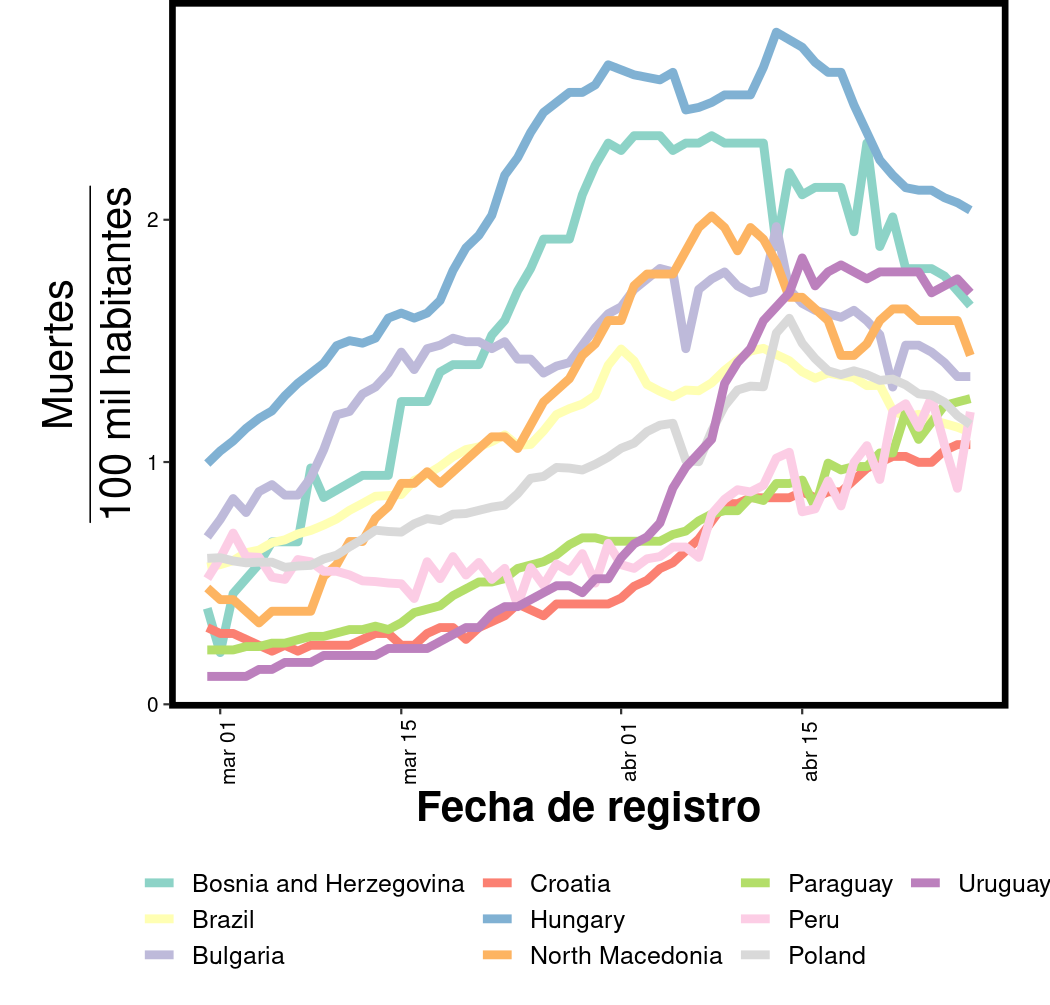 Muertes
100 mil habitantes
2
1
0
mar 01
mar 15
abr 01
abr 15
Fecha de registro
Bosnia and Herzegovina
Croatia
Paraguay
Uruguay
Brazil
Hungary
Peru
Bulgaria
North Macedonia
Poland